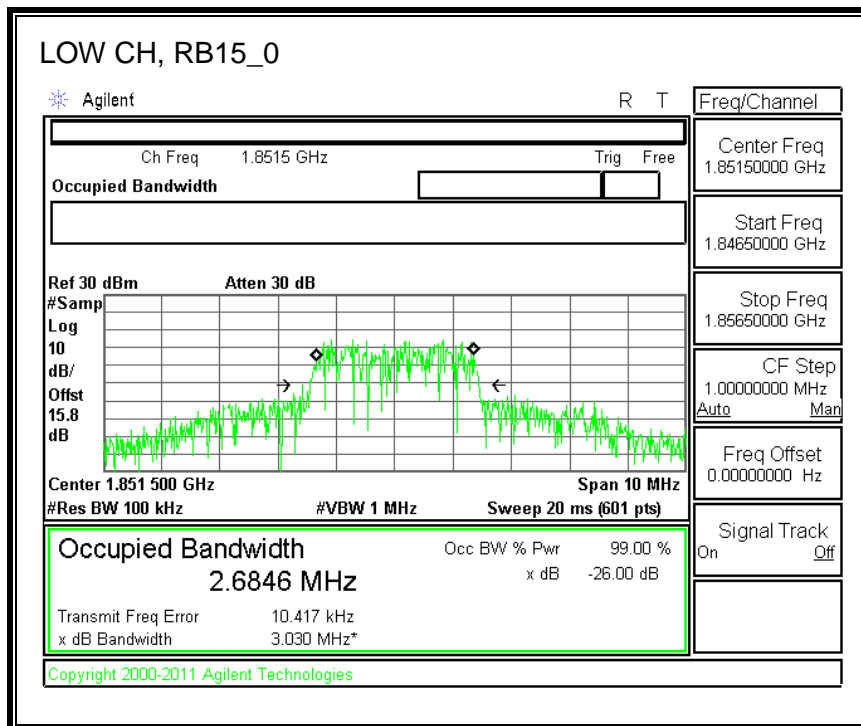 LOW CH, RB15_0
Agilent R T
Freq/Channel
Ch Freq 1.8515 GHz Trig Free
Occupied Bandwidth
Center Freq
1.85150000 GHz
Start Freq
1.84650000 GHz
Stop Freq
1.85650000 GHz
CF Step
1.00000000 MHz
Auto Man
Freq Offset
0.00000000 Hz
Signal Track
On Off
Ref 30 dBm Atten 30 dB
#Samp
Log
10
dB/
Offst
15.8
dB
Center 1.851 500 GHz Span 10 MHz
#Res BW 100 kHz #VBW 1 MHz Sweep 20 ms (601 pts)
Occupied Bandwidth Occ BW % Pwr 99.00 %
2.6846 MHz x dB -26.00 dB
Transmit Freq Error 10.417 kHz
x dB Bandwidth 3.030 MHz*
Copyright 2000-2011 Agilent Technologies